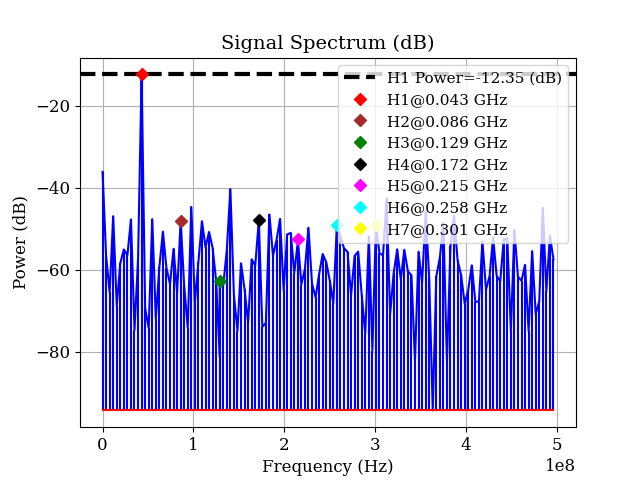 Signal Spectrum (dB)
H1 Power=-12.35 (dB)
H1@0.043 GHz
H2@0.086 GHz
H3@0.129 GHz
H4@0.172 GHz
H5@0.215 GHz
H6@0.258 GHz
H7@0.301 GHz
Power (dB)
−20
−40
−60
−80
0 1 2 3 4 5
1e8
Frequency (Hz)